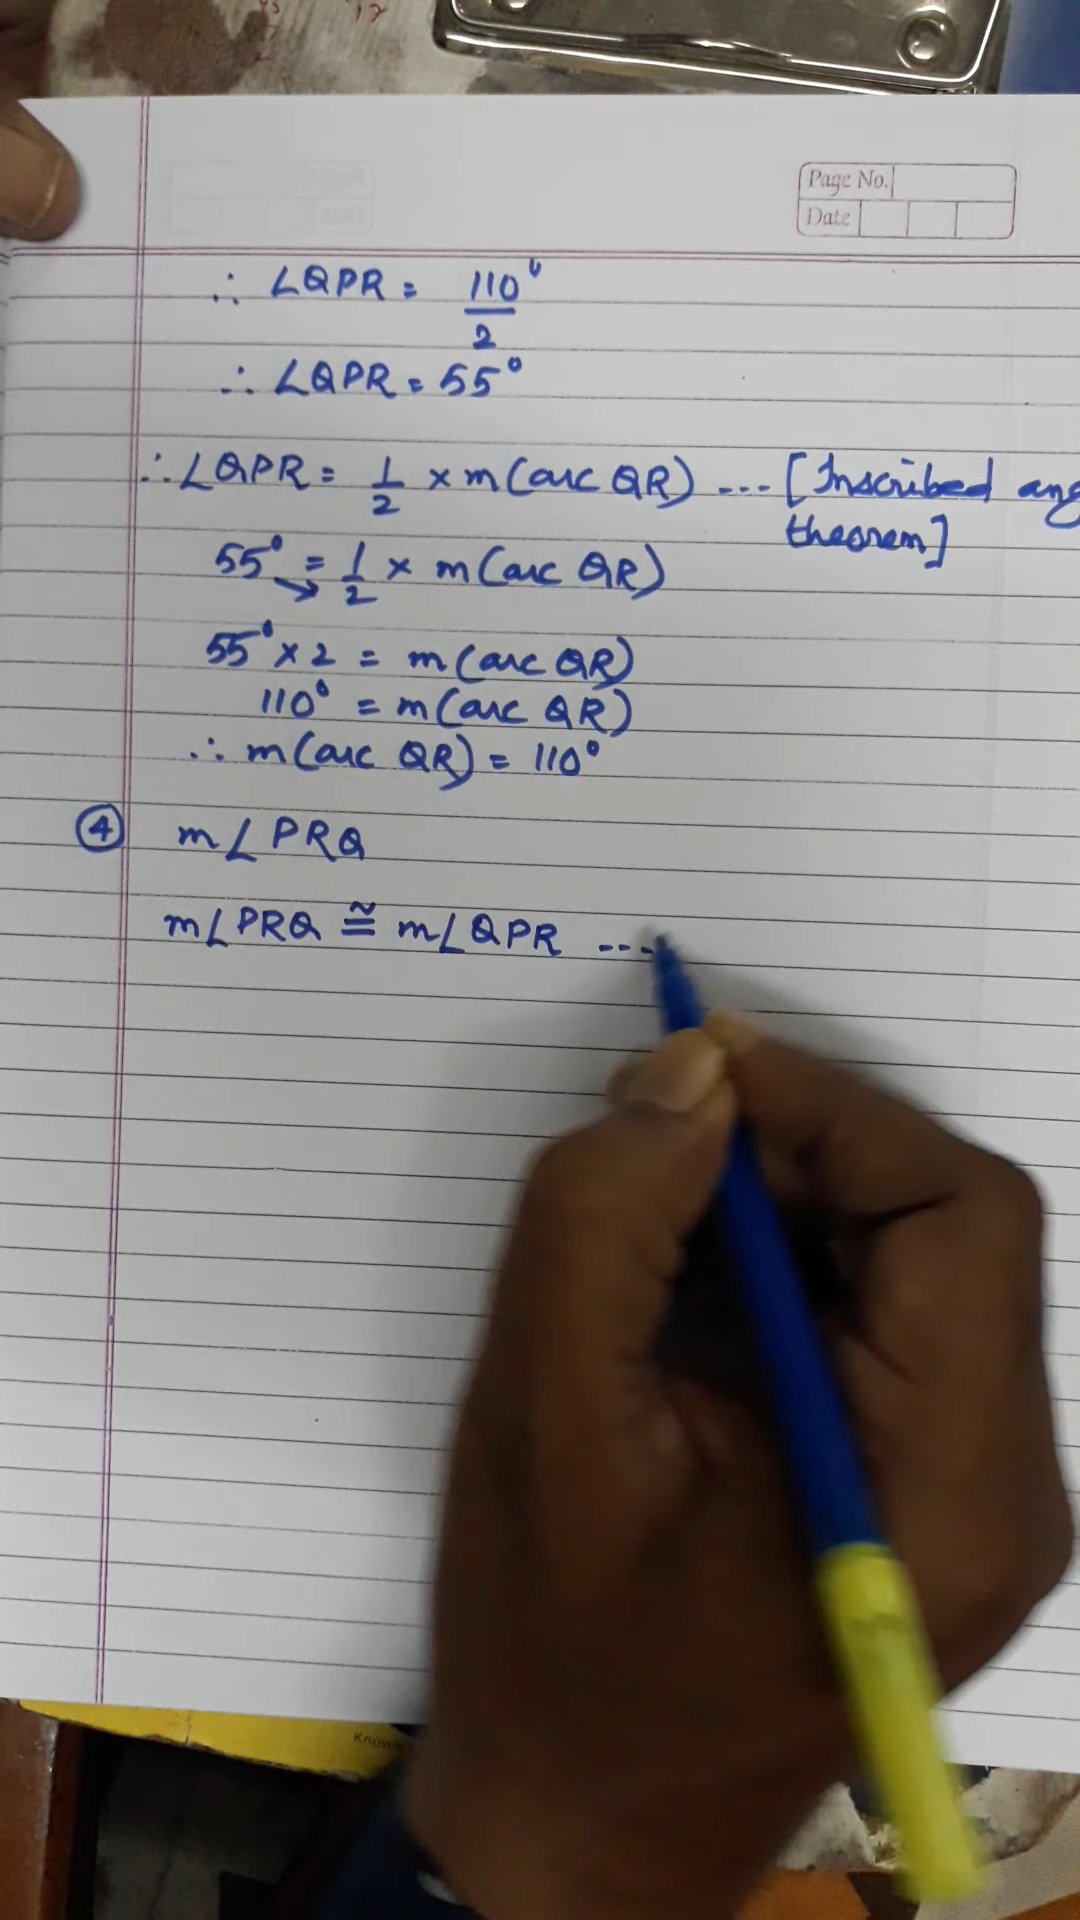 Page No.
Date
∴ ∠QPR = 110°
2
∴ ∠QPR = 55°
∴ ∠QPR = 1/2 × m(arc QR) --- [Inscribed ang
theorem]
55° = 1/2 × m(arc QR)
55° × 2 = m(arc QR)
110° = m(arc QR)
∴ m(arc QR) = 110°
④ m∠PRQ
m∠PRQ ≅ m∠QPR ---